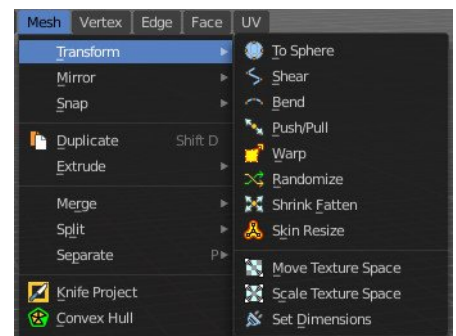 Mesh Vertex Edge Face UV
Transform
Mirror
Snap
Duplicate Shift D
Extrude
Merge
Split
Separate P
Knife Project
Convex Hull
To Sphere
Shear
Bend
Push/Pull
Warp
Randomize
Shrink Fatten
Skin Resize
Move Texture Space
Scale Texture Space
Set Dimensions